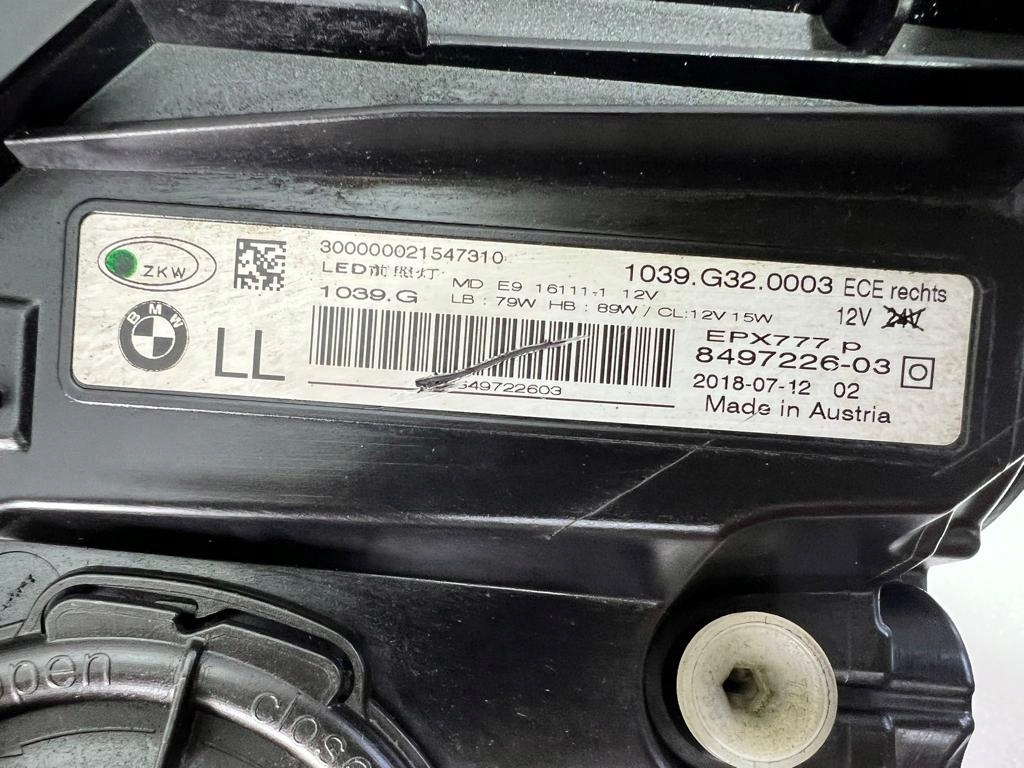 ZKW
BMW
LL
300000021547310
LED前照灯
MD E9 16111-1 12V
1039.G
LB : 79W HB : 89W / CL:12V 15W
849722603
1039.G32.0003 ECE rechts
12V 24V
EPX777 P
8497226-03
2018-07-12 02
Made in Austria
open
close